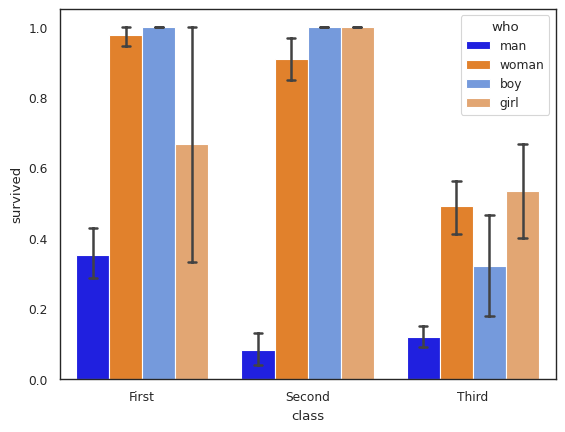 1.0
0.8
0.6
0.4
0.2
0.0
survived
First Second Third
class
who
man
woman
boy
girl